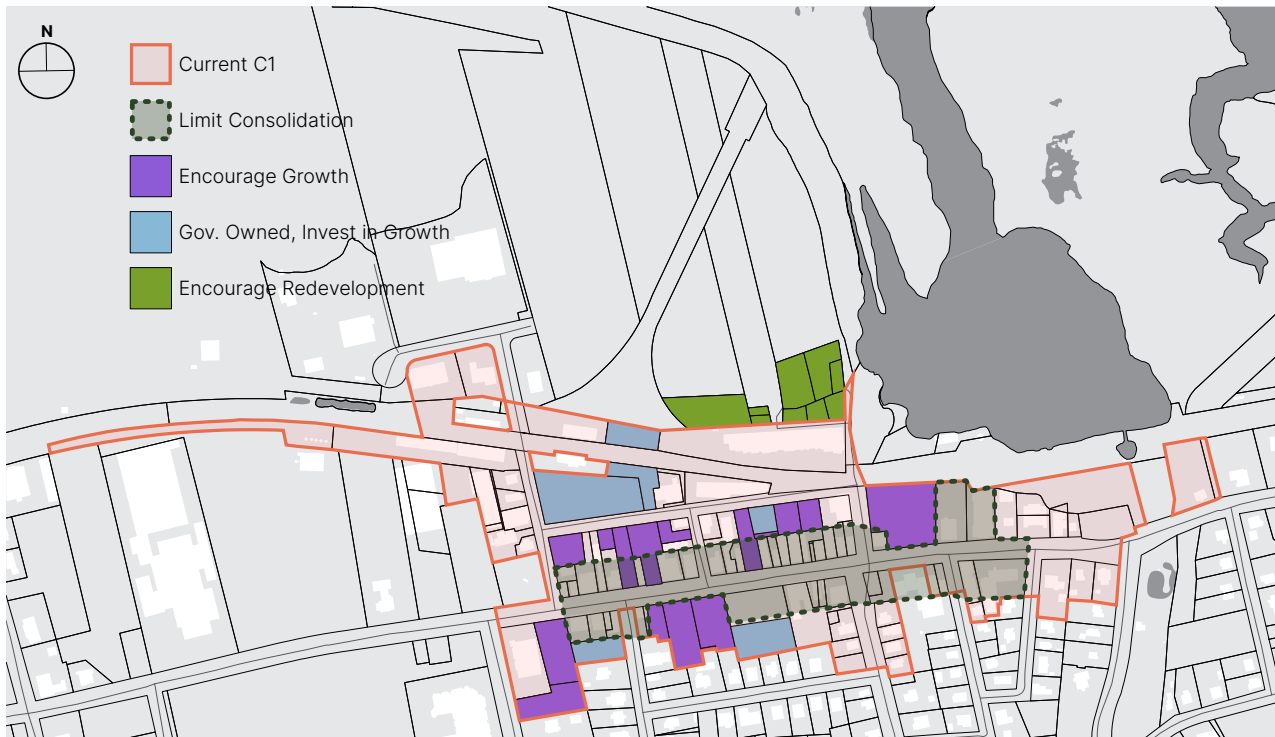 N
Current C1
Limit Consolidation
Encourage Growth
Gov. Owned, Invest in Growth
Encourage Redevelopment